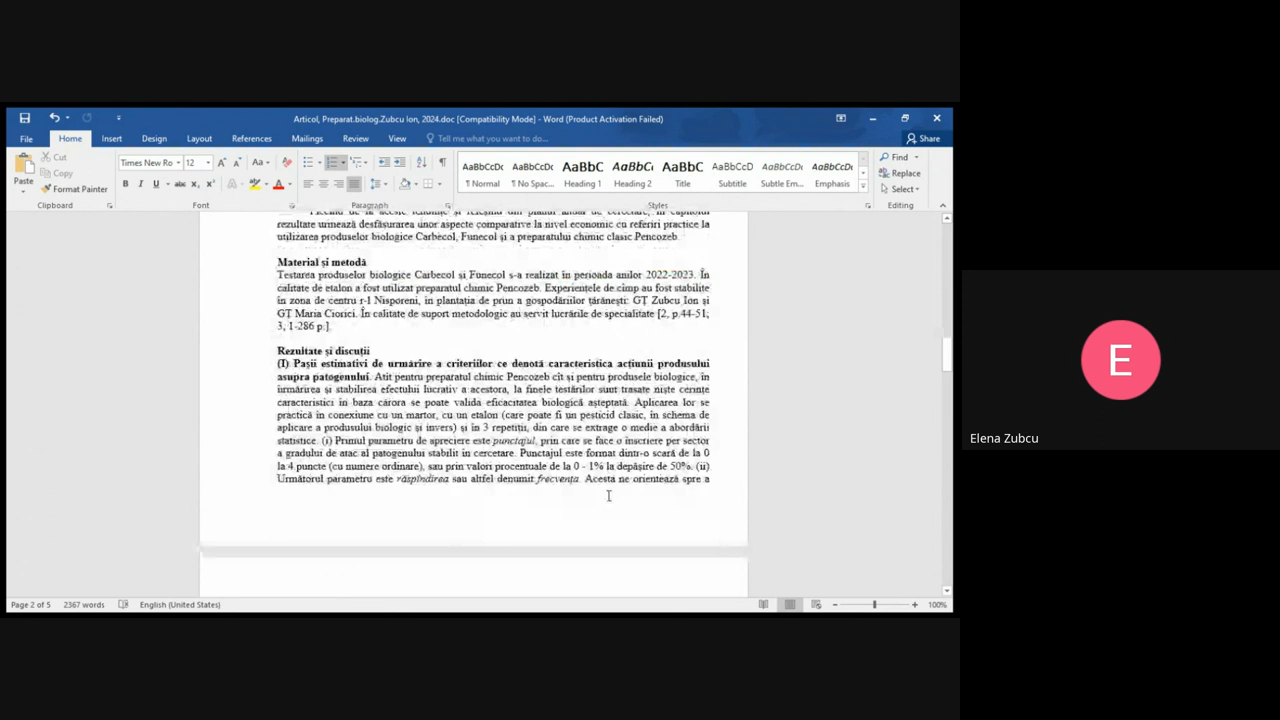 Articol, Preparat.biolog.Zubcu Ion, 2024.doc [Compatibility Mode] - Word (Product Activation Failed)
File Home Insert Design Layout References Mailings Review View Tell me what you want to do... Share
Cut
Copy
Format Painter
Paste
Clipboard
Times New Ro 12
Font
Paragraph
AaBbCcDc AaBbCcDc AaBbC AaBbCc AaBbC AaBbCcD AaBbCcDc AaBbCcDc
¶ Normal ¶ No Spac... Heading 1 Heading 2 Title Subtitle Subtle Em... Emphasis
Styles
Find
Replace
Select
Editing
rezultate urmează desfășurarea unor aspecte comparative la nivel economic cu referiri practice la
utilizarea produselor biologice Carbecol, Funecol și a preparatului chimic clasic Pencozeb.
Material și metodă
Testarea produselor biologice Carbecol și Funecol s-a realizat în perioada anilor 2022-2023. În
calitate de etalon a fost utilizat preparatul chimic Pencozeb. Experiențele de cîmp au fost stabilite
în zona de centru r-l Nisporeni, în plantația de prun a gospodăriilor țărănești: GȚ Zubcu Ion și
GȚ Maria Ciorici. În calitate de suport metodologic au servit lucrările de specialitate [2, p.44-51;
3, 1-286 p.].
Rezultate și discuții
(I) Pașii estimativi de urmărire a criteriilor ce denotă caracteristica acțiunii produsului
asupra patogenului. Atît pentru preparatul chimic Pencozeb cît și pentru produsele biologice, în
urmărirea și stabilirea efectului lucrativ a acestora, la finele testărilor sunt trasate niște cerințe
caracteristici în baza cărora se poate valida eficacitatea biologică așteptată. Aplicarea lor se
practică în conexiune cu un martor, cu un etalon (care poate fi un pesticid clasic, în schema de
aplicare a produsului biologic și invers) și în 3 repetiții, din care se extrage o medie a abordării
statistice. (i) Primul parametru de apreciere este punctajul, prin care se face o înscriere per sector
a gradului de atac al patogenului stabilit în cercetare. Punctajul este format dintr-o scară de la 0
la 4 puncte (cu numere ordinare), sau prin valori procentuale de la 0 - 1% la depășire de 50%. (ii)
Următorul parametru este răspîndirea sau altfel denumit frecvența. Acesta ne orientează spre a
Page 2 of 5 2367 words English (United States) 100%
E
Elena Zubcu